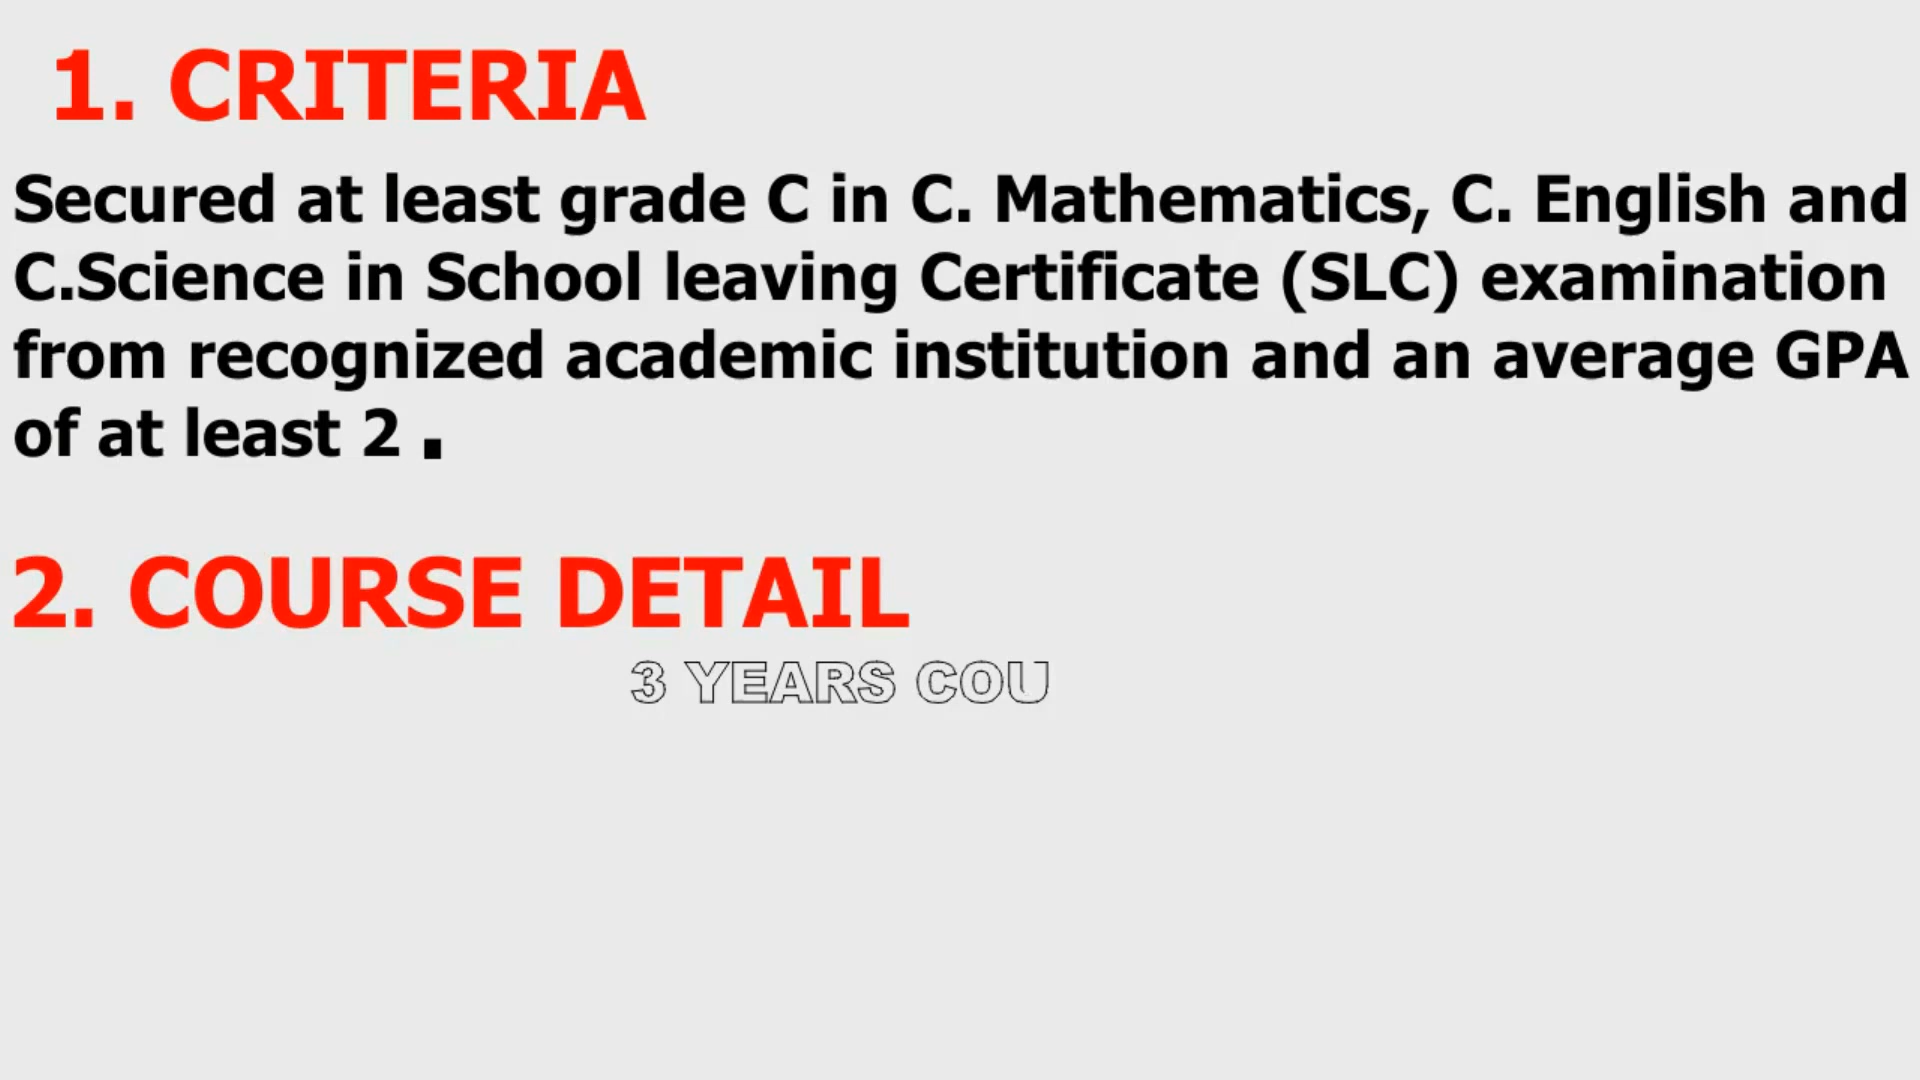 1. CRITERIA
Secured at least grade C in C. Mathematics, C. English and
C.Science in School leaving Certificate (SLC) examination
from recognized academic institution and an average GPA
of at least 2 .
2. COURSE DETAIL
3 YEARS COU